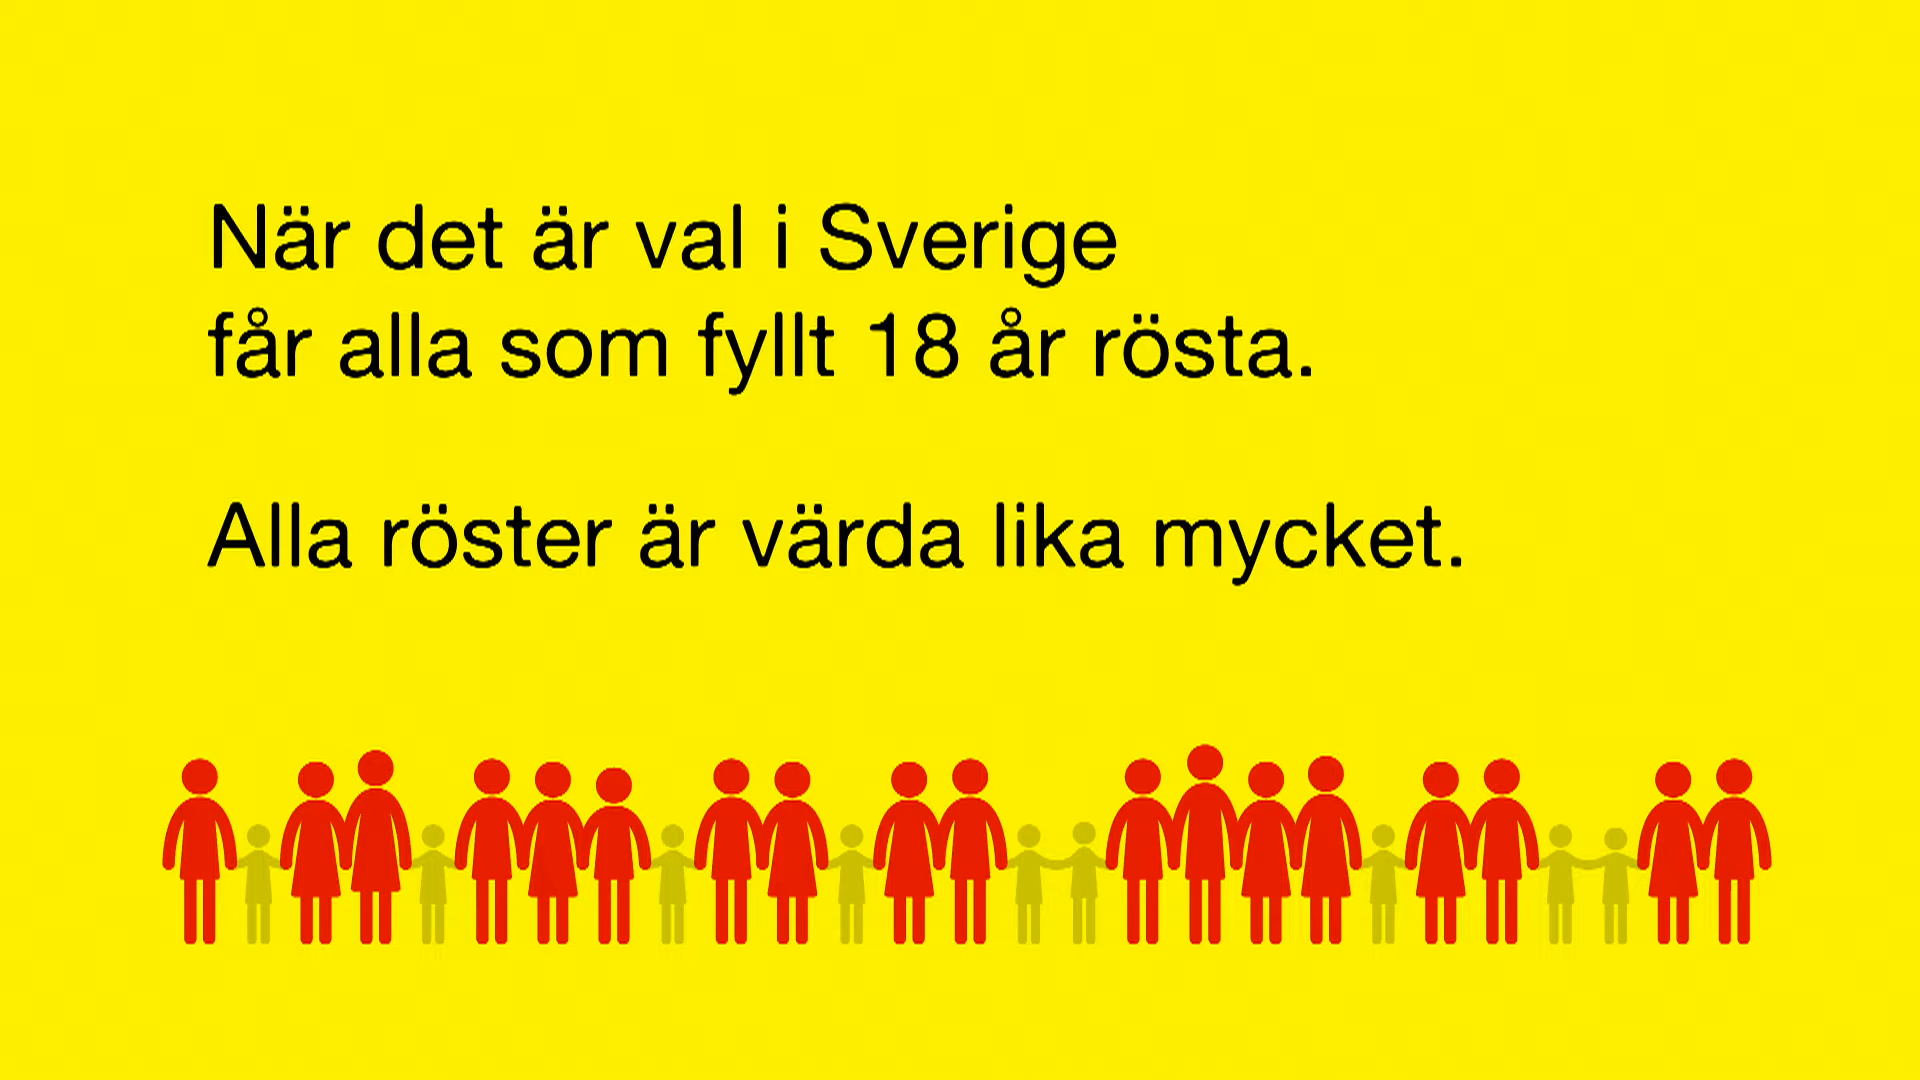 När det är val i Sverige
får alla som fyllt 18 år rösta.
Alla röster är värda lika mycket.